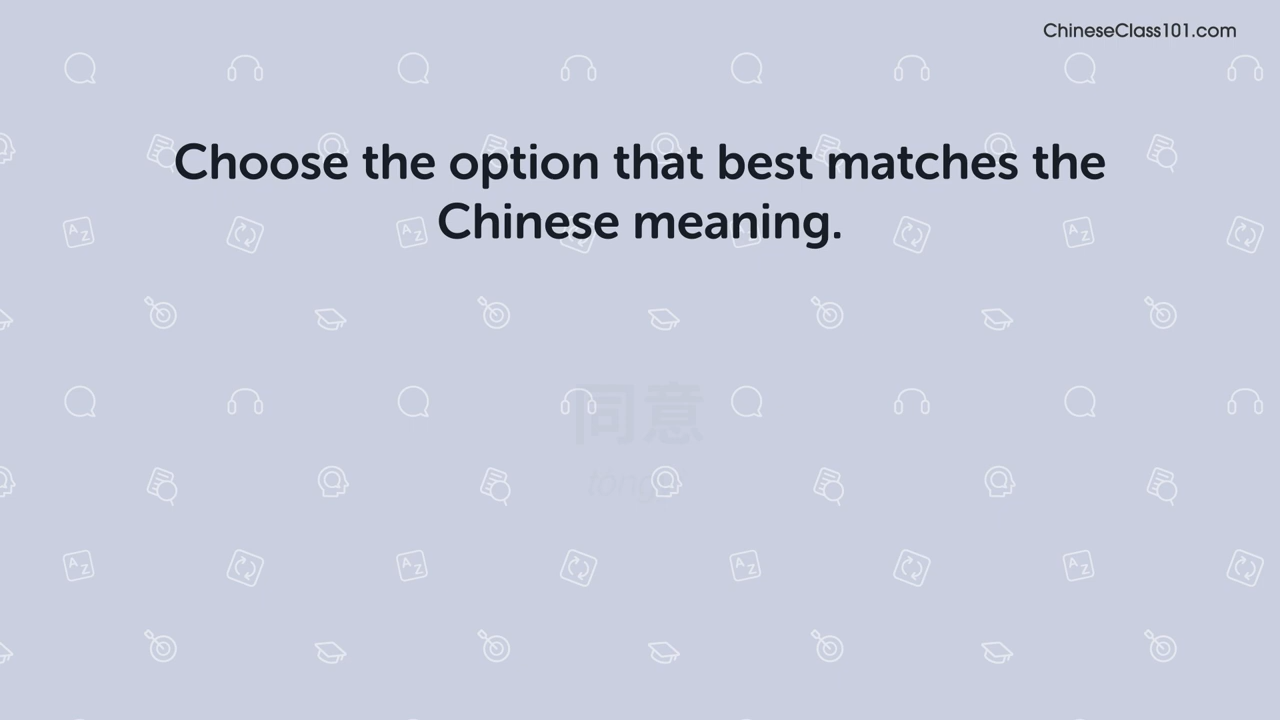 ChineseClass101.com
Choose the option that best matches the
Chinese meaning.
同意